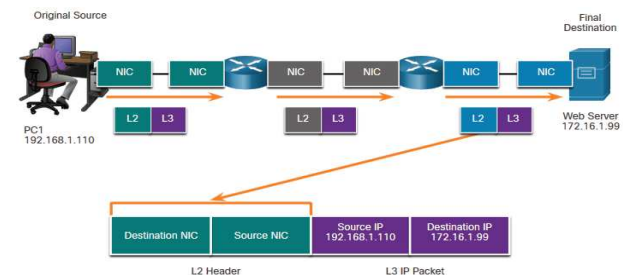 Original Source
Final
Destination
NIC
NIC
NIC
NIC
NIC
NIC
L2
L3
L2
L3
L2
L3
PC1
192.168.1.110
Web Server
172.16.1.99
Destination NIC
Source NIC
Source IP
192.168.1.110
Destination IP
172.16.1.99
L2 Header
L3 IP Packet